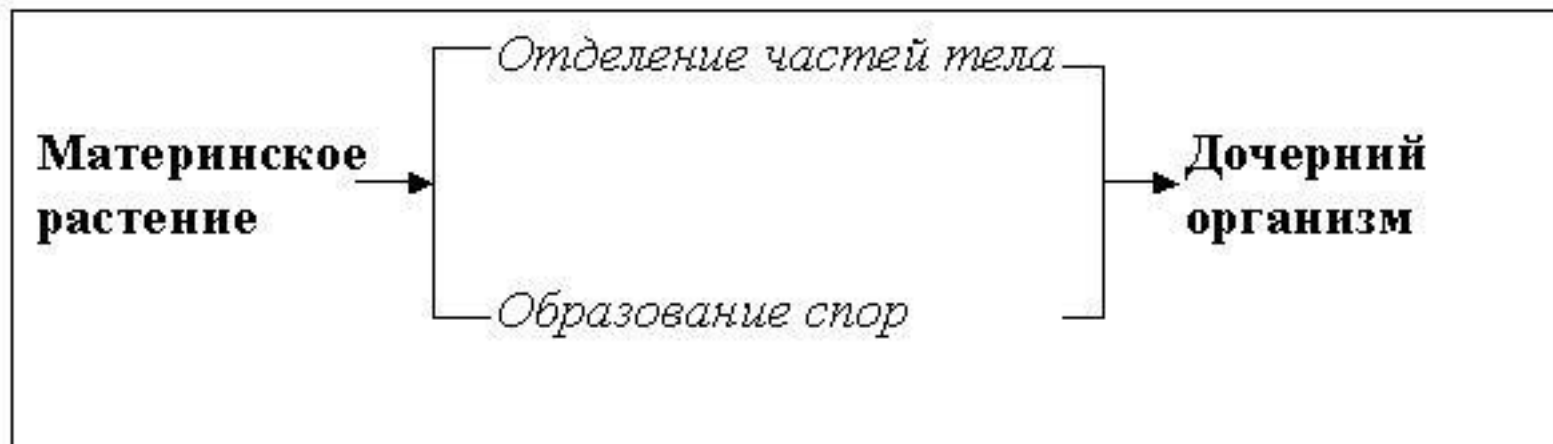 Отделение частей тела
Материнское
растение
Дочерний
организм
Образование спор